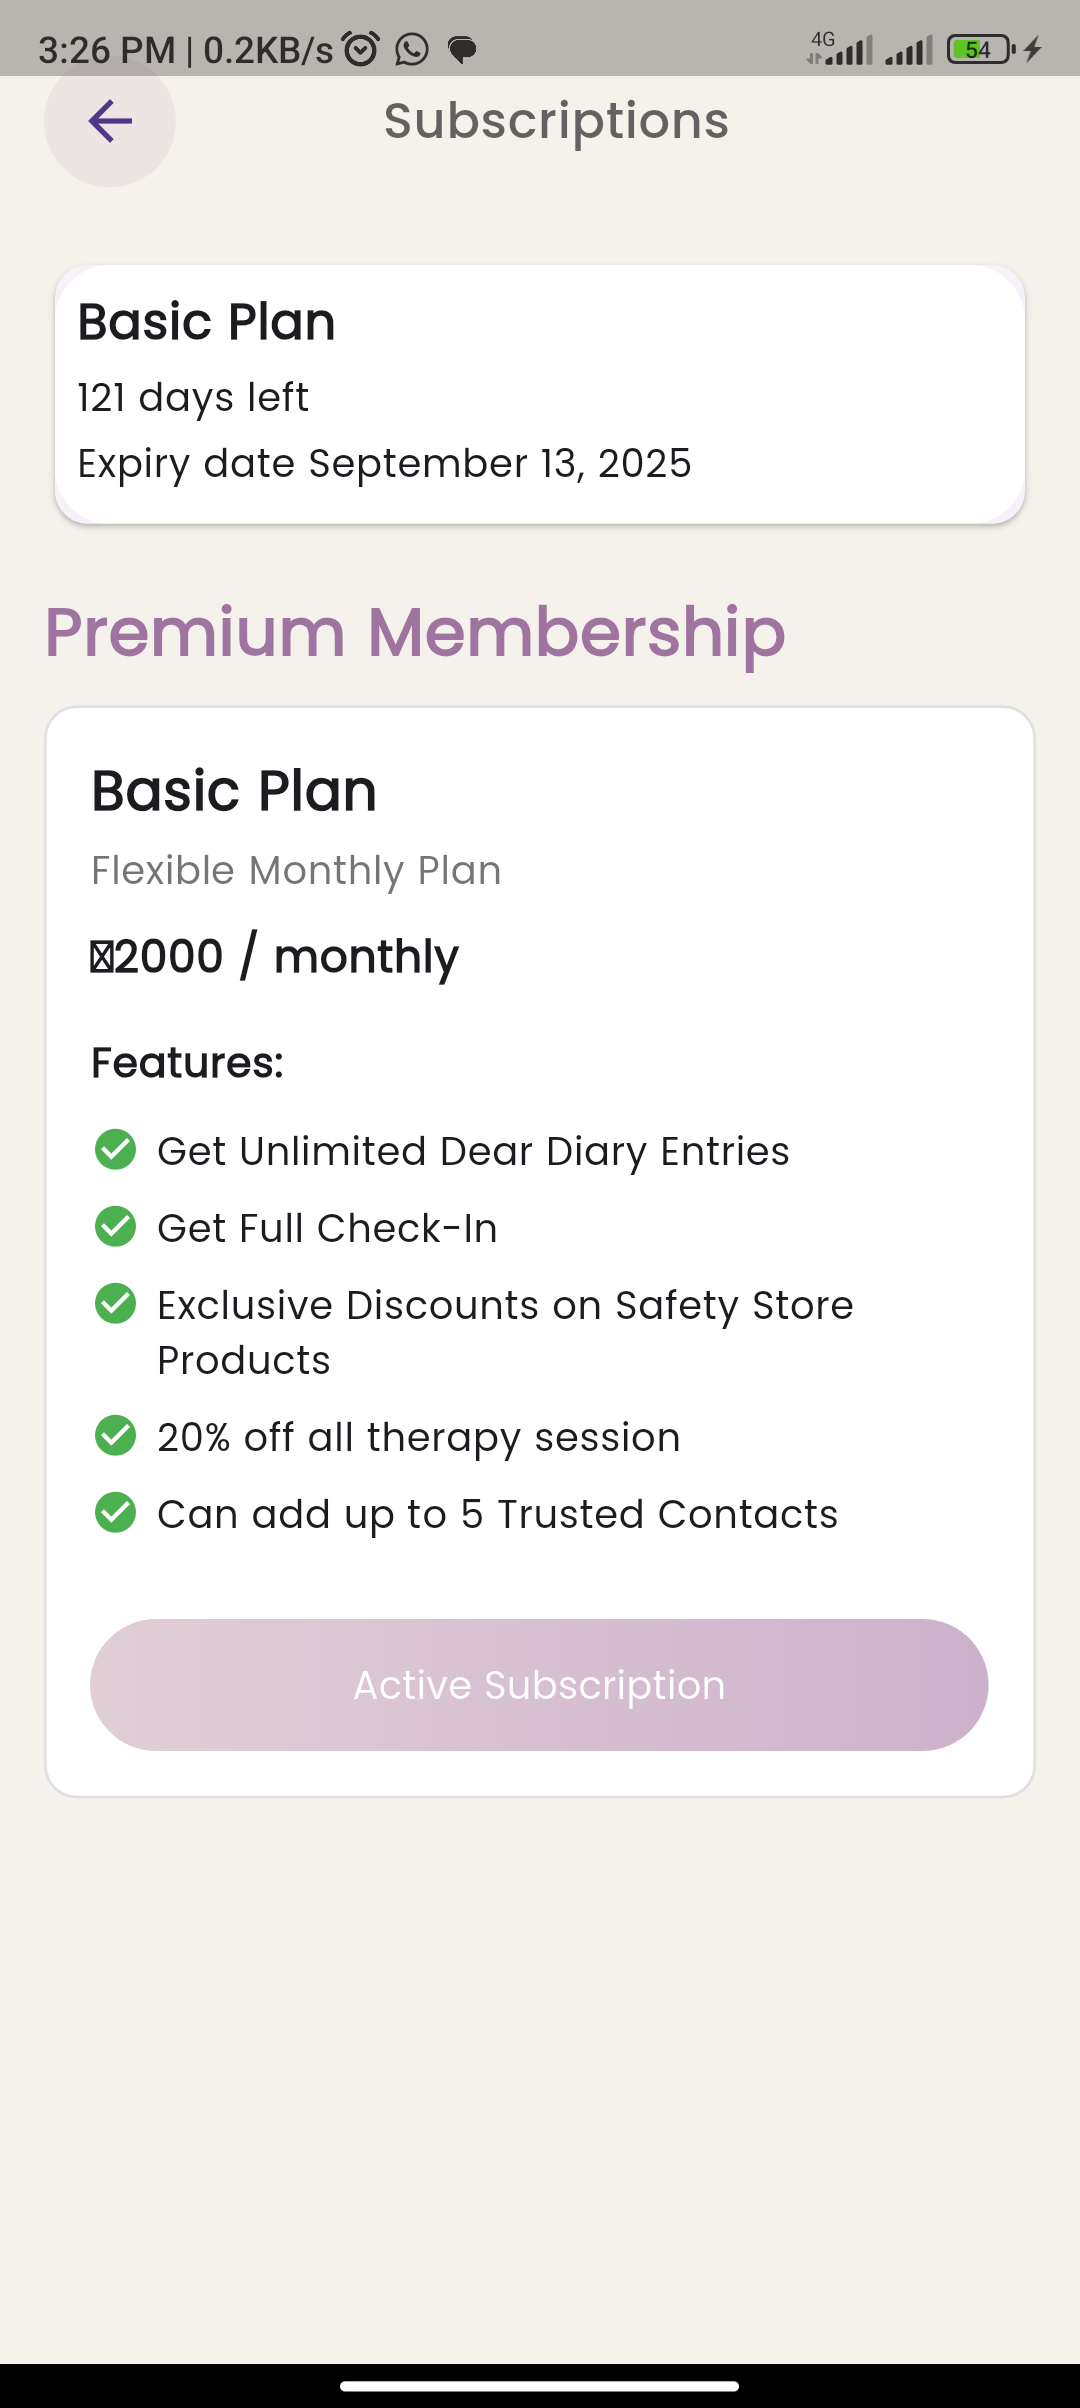 3:26 PM | 0.2KB/s
4G
54
Subscriptions
Basic Plan
121 days left
Expiry date September 13, 2025
Premium Membership
Basic Plan
Flexible Monthly Plan
2000 / monthly
Features:
Get Unlimited Dear Diary Entries
Get Full Check-In
Exclusive Discounts on Safety Store
Products
20% off all therapy session
Can add up to 5 Trusted Contacts
Active Subscription